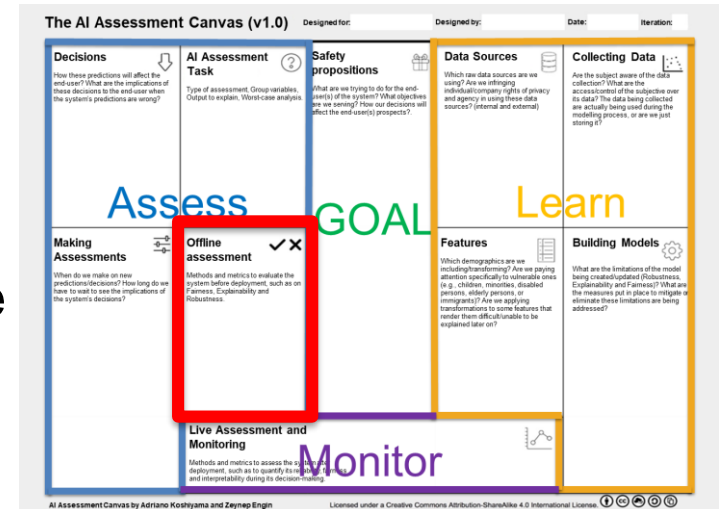 The AI Assessment Canvas (v1.0)
Designed for:
Designed by:
Date:
Iteration:
Decisions
How these predictions will affect the
end-user? What are the implications of
these decisions to the end-user when
the system's predictions are wrong?
AI Assessment
Task
Type of assessment, Group variables,
Output to explain, Worst-case analysis.
Safety
propositions
What are we trying to do for the end-
user(s) of the system? What objectives
are we serving? How our decisions will
affect the end-user(s) prospects?.
Data Sources
Which raw data sources are we
using? Are we infringing
individual/company rights of privacy
and agency in using these data
sources? (internal and external)
Collecting Data
Are the subject aware of the data
collection? What are the
access/control of the subjective over
its data? The data being collected
are actually being used during the
modelling process, or are we just
storing it?
Assess
GOAL
Learn
Making
Assessments
When do we make on new
predictions/decisions? How long do we
have to wait to see the implications of
the system's decisions?
Offline
assessment
Methods and metrics to evaluate the
system before deployment, such as on
Fairness, Explainability and
Robustness.
Features
Which demographics are we
including/transforming? Are we paying
attention specifically to vulnerable ones
(e.g., children, minorities, disabled
persons, elderly persons, or
immigrants)? Are we applying
transformations to some features that
render them difficult/unable to be
explained later on?
Building Models
What are the limitations of the model
being created/updated (Robustness,
Explainability and Fairness)? What are
the measures put in place to mitigate or
eliminate these limitations are being
addressed?
e
Live Assessment and
Monitoring
Methods and metrics to assess the
deployment, such as to quantify its
and interpretability during its decision-
Monitor
AI Assessment Canvas by Adriano Koshiyama and Zeynep Engin
Licensed under a Creative Commons Attribution-ShareAlike 4.0 International License.